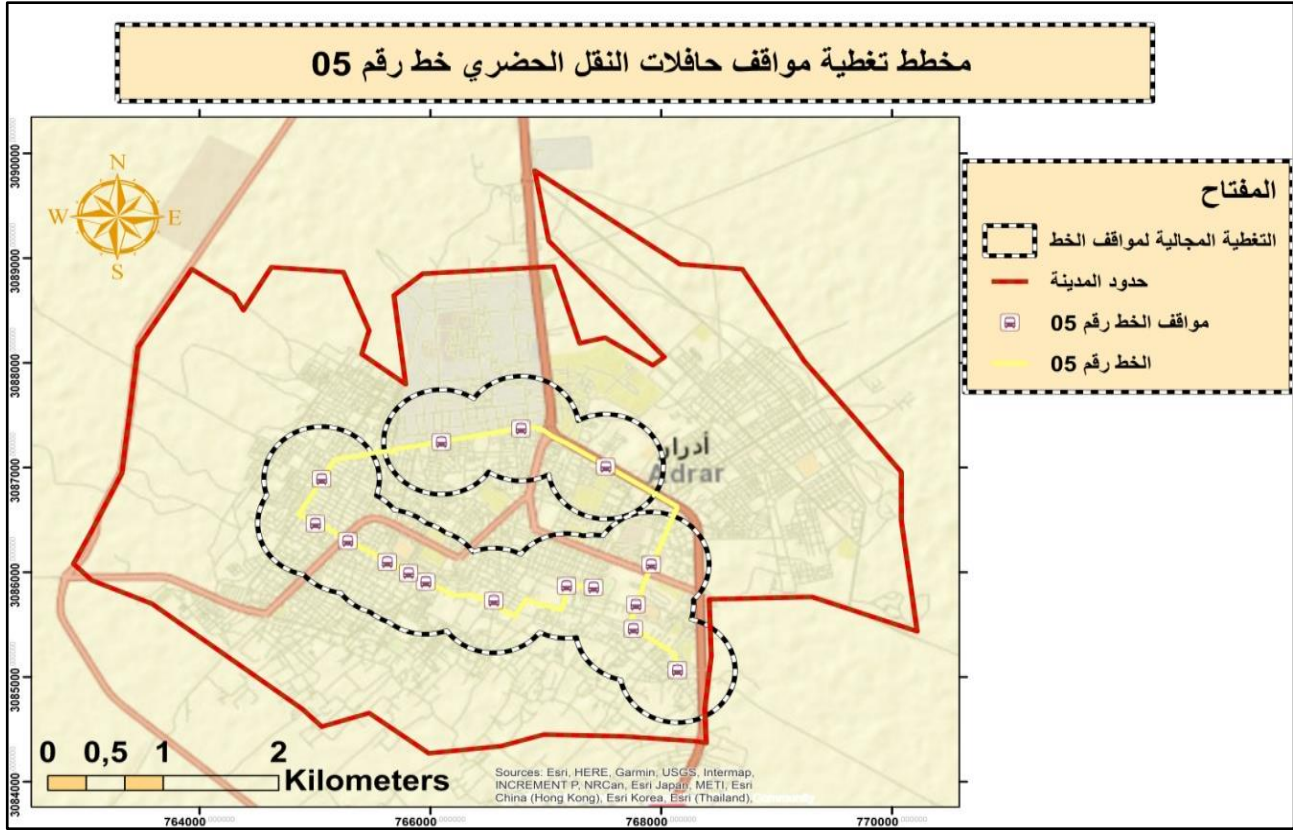 مخطط تغطية مواقف حافلات النقل الحضري خط رقم 05
N
W E
S
أدرار
Adrar
المفتاح
التغطية المجالية لمواقف الخط
حدود المدينة
مواقف الخط رقم 05
الخط رقم 05
3090000
3089000
3088000
3087000
3086000
3085000
3084000
0 0,5 1 2
Kilometers
Sources: Esri, HERE, Garmin, USGS, Intermap,
INCREMENT P, NRCan, Esri Japan, METI, Esri
China (Hong Kong), Esri Korea, Esri (Thailand),
764000 766000 768000 770000